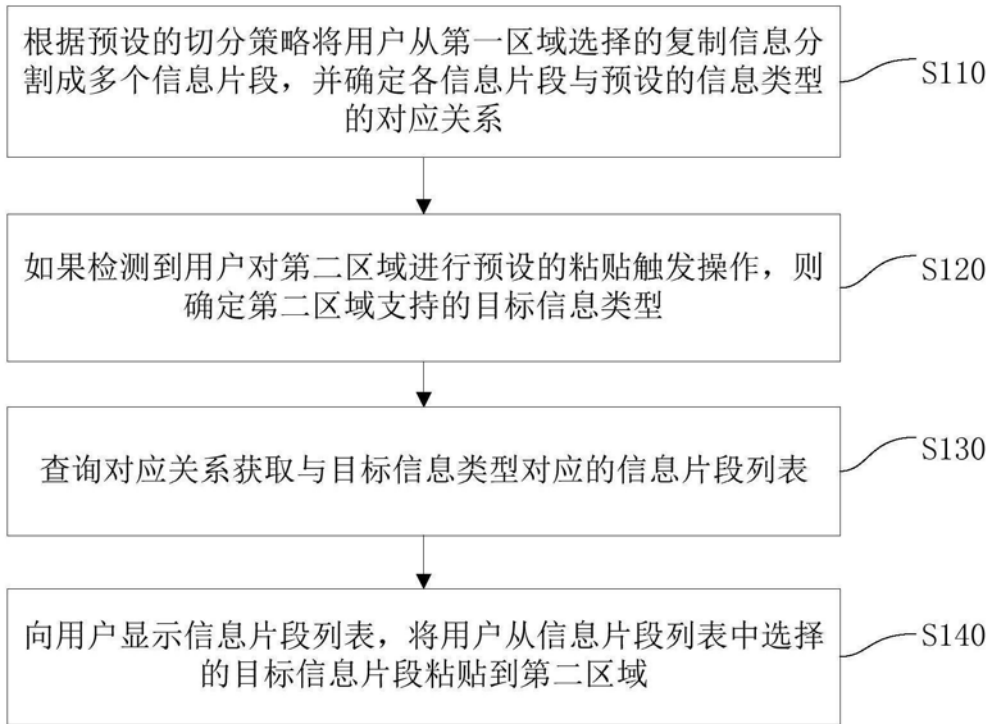 根据预设的切分策略将用户从第一区域选择的复制信息分
割成多个信息片段，并确定各信息片段与预设的信息类型
的对应关系
S110
如果检测到用户对第二区域进行预设的粘贴触发操作，则
确定第二区域支持的目标信息类型
S120
查询对应关系获取与目标信息类型对应的信息片段列表
S130
向用户显示信息片段列表，将用户从信息片段列表中选择
的目标信息片段粘贴到第二区域
S140